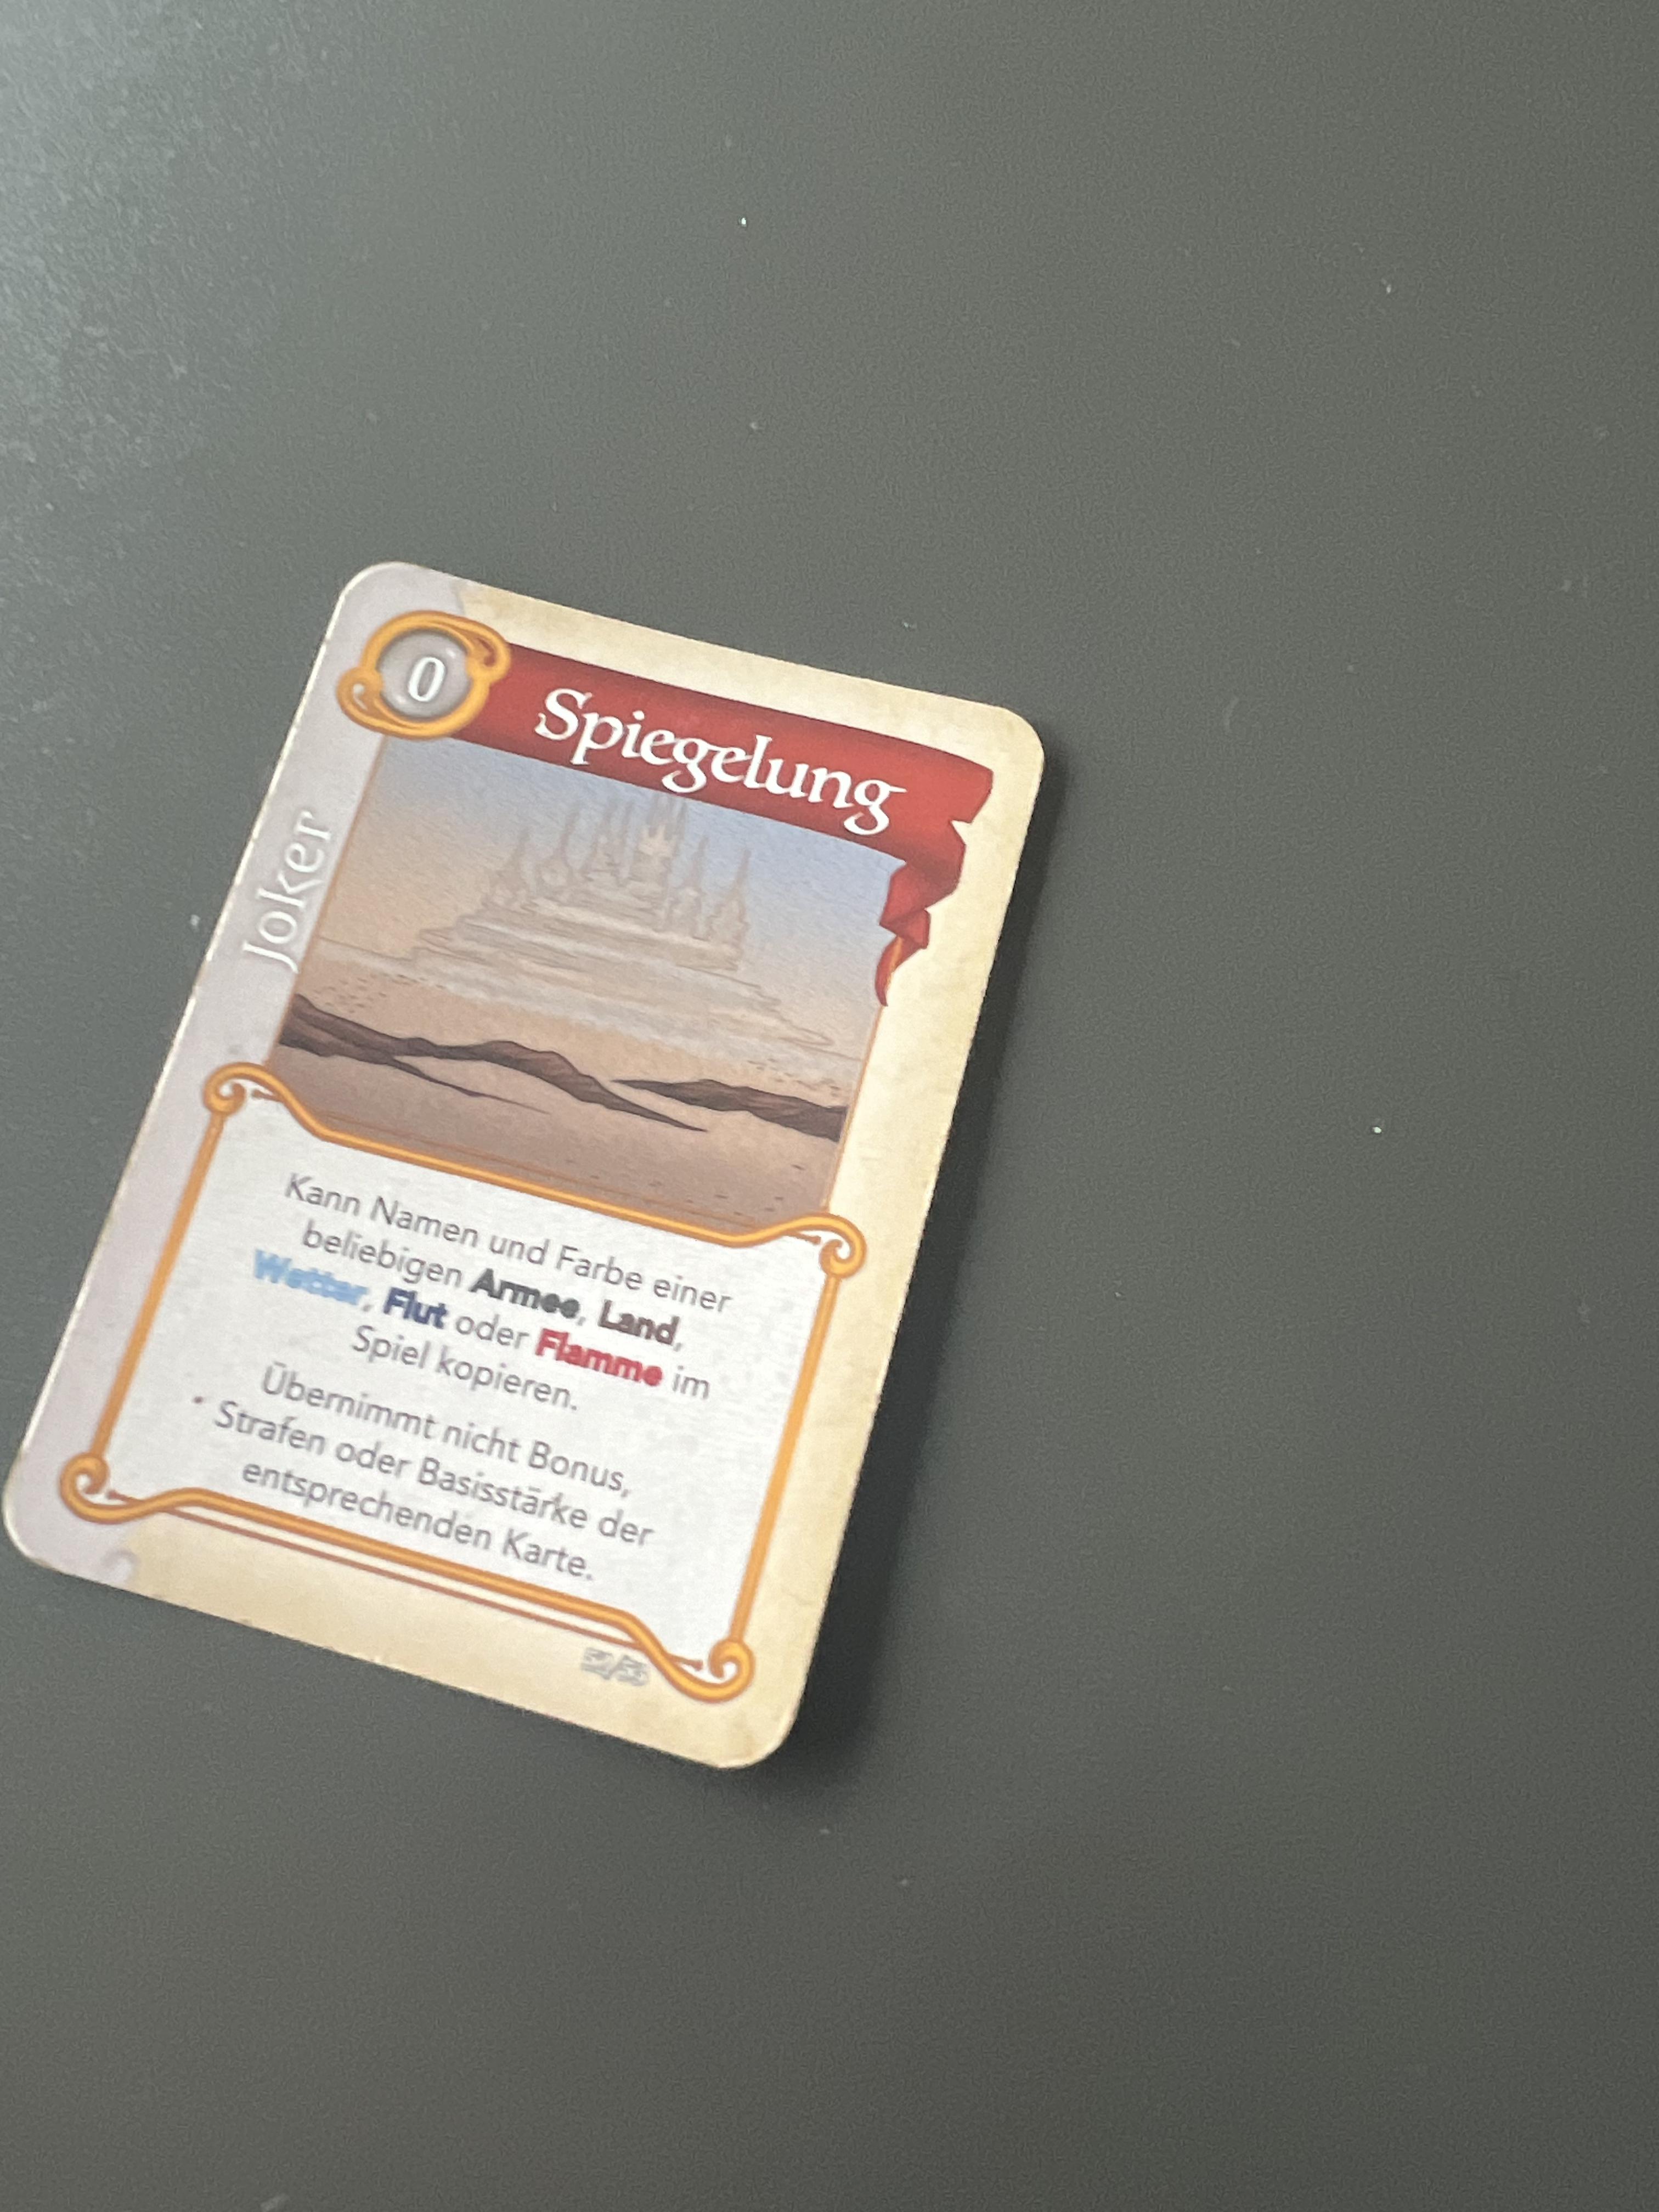 0
Spiegelung
Joker
Kann Namen und Farbe einer
beliebigen Armee, Land,
Wetter, Flut oder Flamme im
Spiel kopieren.
Übernimmt nicht Bonus,
Strafen oder Basisstärke der
entsprechenden Karte.